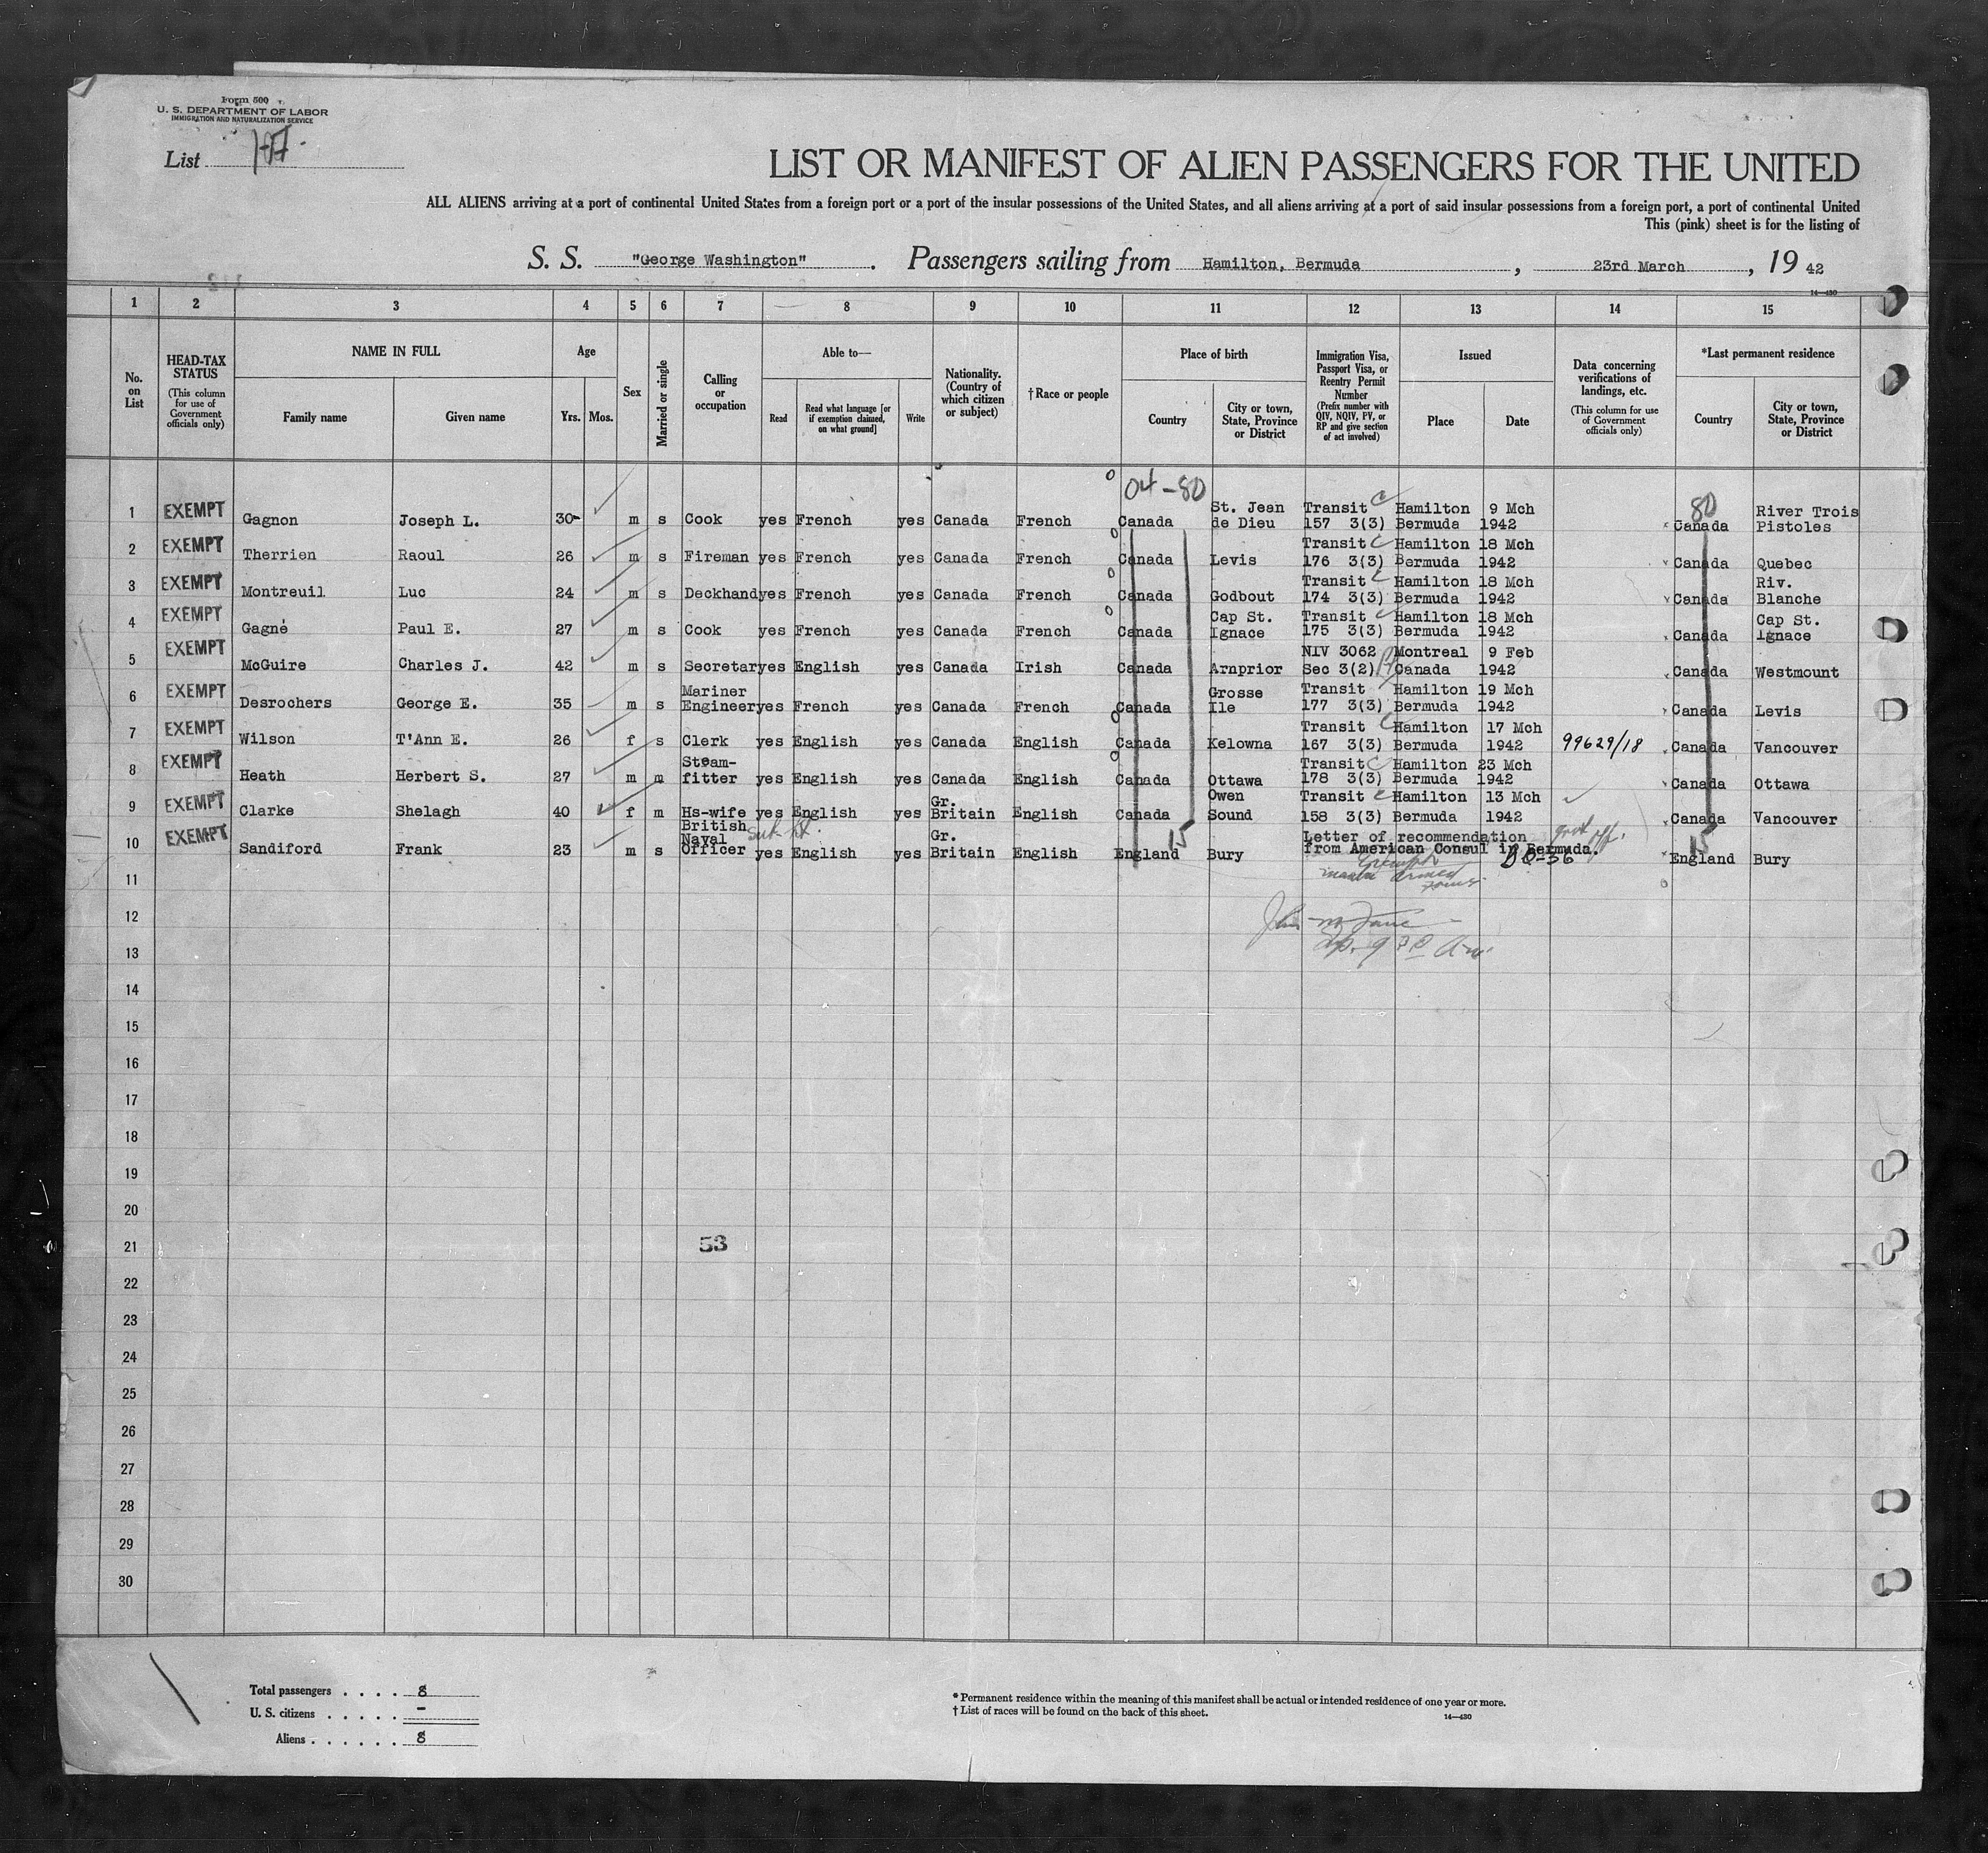 Form 500
U. S. DEPARTMENT OF LABOR
IMMIGRATION AND NATURALIZATION SERVICE
List
LIST OR MANIFEST OF ALIEN PASSENGERS FOR THE UNITED
ALL ALIENS arriving at a port of continental United States from a foreign port or a port of the insular possessions of the United States, and all aliens arriving at a port of said insular possessions from a foreign port, a port of continental United
This (pink) sheet is for the listing of
S. S. "George Washington" . Passengers sailing from Hamilton, Bermuda , 23rd March , 19 42
14—430
1 2 3 4 5 6 7 8 9 10 11 12 13 14 15
No. on List
HEAD-TAX STATUS (This column for use of Government officials only)
NAME IN FULL
Family name Given name
Age
Yrs. Mos.
Sex
Married or single
Calling or occupation
Able to—
Read Read what language [or if exemption claimed, on what ground] Write
Nationality. (Country of which citizen or subject)
†Race or people
Place of birth
Country City or town, State, Province or District
Immigration Visa, Passport Visa, or Reentry Permit Number (Prefix number with QIV, NQIV, PV, or RP and give section of act involved)
Issued
Place Date
Data concerning verifications of landings, etc. (This column for use of Government officials only)
*Last permanent residence
Country City or town, State, Province or District
04-80 80
1 EXEMPT Gagnon Joseph L. 30 m s Cook yes French yes Canada French Canada St. Jean de Dieu Transit 157 3(3) Hamilton Bermuda 9 Mch 1942 Canada River Trois Pistoles
2 EXEMPT Therrien Raoul 26 m s Fireman yes French yes Canada French Canada Levis Transit 176 3(3) Hamilton Bermuda 18 Mch 1942 Canada Quebec
3 EXEMPT Montreuil Luc 24 m s Deckhand yes French yes Canada French Canada Godbout Transit 174 3(3) Hamilton Bermuda 18 Mch 1942 Canada Riv. Blanche
4 EXEMPT Gagné Paul E. 27 m s Cook yes French yes Canada French Canada Cap St. Ignace Transit 175 3(3) Hamilton Bermuda 18 Mch 1942 Canada Cap St. Ignace
5 EXEMPT McGuire Charles J. 42 m s Secretar yes English yes Canada Irish Canada Arnprior NIV 3062 Sec 3(2) Montreal Canada 9 Feb 1942 Canada Westmount
6 EXEMPT Desrochers George E. 35 m s Mariner Engineer yes French yes Canada French Canada Grosse Ile Transit 177 3(3) Hamilton Bermuda 19 Mch 1942 Canada Levis
7 EXEMPT Wilson T'Ann E. 26 f s Clerk yes English yes Canada English Canada Kelowna Transit 167 3(3) Hamilton Bermuda 17 Mch 1942 99629/18 Canada Vancouver
8 EXEMPT Heath Herbert S. 27 m m Steam-fitter yes English yes Canada English Canada Ottawa Transit 178 3(3) Hamilton Bermuda 23 Mch 1942 Canada Ottawa
9 EXEMPT Clarke Shelagh 40 f m Hs-wife yes English yes Gr. Britain English Canada Owen Sound Transit 158 3(3) Hamilton Bermuda 13 Mch 1942 Canada Vancouver
10 EXEMPT Sandiford Frank 23 m s British Naval Officer yes English yes Gr. Britain English England 15 Bury Letter of recommendation from American Consul in Bermuda. England 15 Bury
11
12
13
14
15
16
17
18
19
20
21 53
22
23
24
25
26
27
28
29
30
Total passengers . . . . 8
U. S. citizens . . . . . -
Aliens . . . . . . 8
* Permanent residence within the meaning of this manifest shall be actual or intended residence of one year or more.
† List of races will be found on the back of this sheet.
14—430